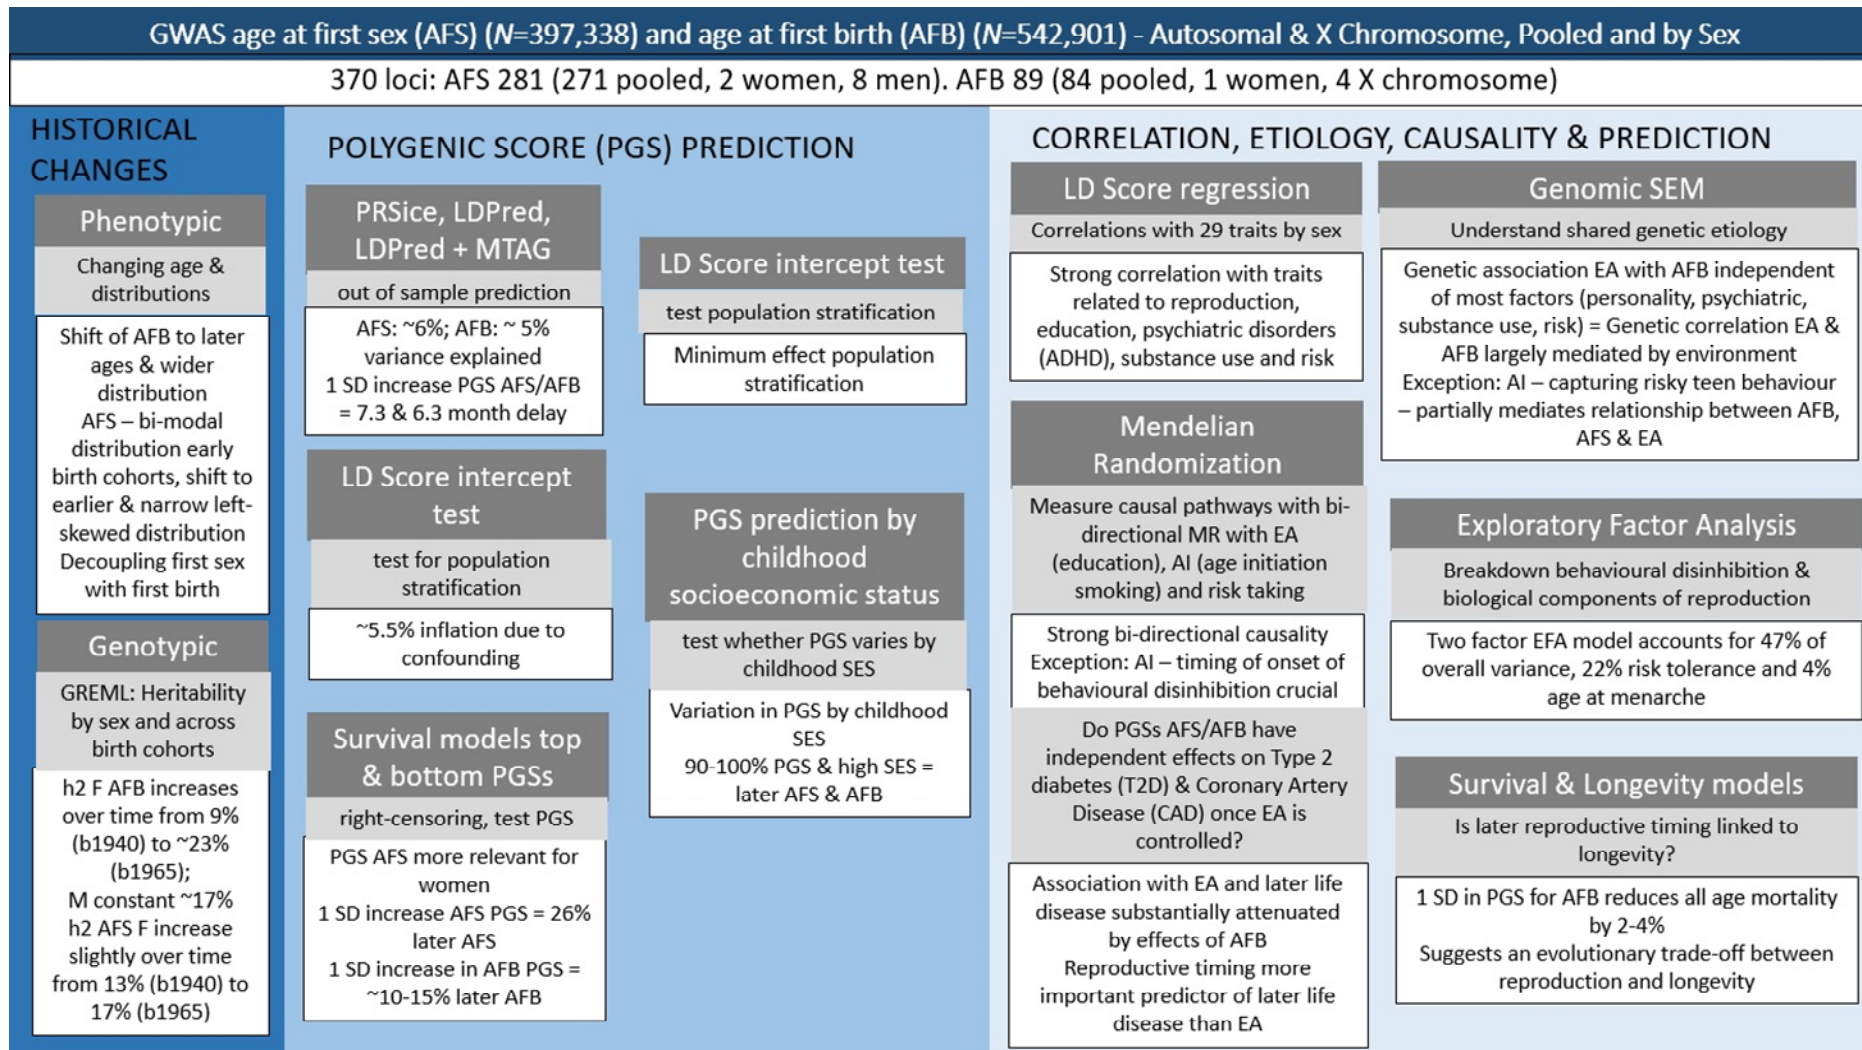 GWAS age at first sex (AFS) (N=397,338) and age at first birth (AFB) (N=542,901) - Autosomal & X Chromosome, Pooled and by Sex
370 loci: AFS 281 (271 pooled, 2 women, 8 men). AFB 89 (84 pooled, 1 women, 4 X chromosome)
HISTORICAL
CHANGES
Phenotypic
Changing age &
distributions
Shift of AFB to later
ages & wider
distribution
AFS – bi-modal
distribution early
birth cohorts, shift to
earlier & narrow left-
skewed distribution
Decoupling first sex
with first birth
Genotypic
GREML: Heritability
by sex and across
birth cohorts
h2 F AFB increases
over time from 9%
(b1940) to ~23%
(b1965);
M constant ~17%
h2 AFS F increase
slightly over time
from 13% (b1940) to
17% (b1965)
POLYGENIC SCORE (PGS) PREDICTION
PRSice, LDPred,
LDPred + MTAG
out of sample prediction
AFS: ~6%; AFB: ~ 5%
variance explained
1 SD increase PGS AFS/AFB
= 7.3 & 6.3 month delay
LD Score intercept
test
test for population
stratification
~5.5% inflation due to
confounding
Survival models top
& bottom PGSs
right-censoring, test PGS
PGS AFS more relevant for
women
1 SD increase AFS PGS = 26%
later AFS
1 SD increase in AFB PGS =
~10-15% later AFB
LD Score intercept test
test population stratification
Minimum effect population
stratification
PGS prediction by
childhood
socioeconomic status
test whether PGS varies by
childhood SES
Variation in PGS by childhood
SES
90-100% PGS & high SES =
later AFS & AFB
CORRELATION, ETIOLOGY, CAUSALITY & PREDICTION
LD Score regression
Correlations with 29 traits by sex
Strong correlation with traits
related to reproduction,
education, psychiatric disorders
(ADHD), substance use and risk
Mendelian
Randomization
Measure causal pathways with bi-
directional MR with EA
(education), AI (age initiation
smoking) and risk taking
Strong bi-directional causality
Exception: AI – timing of onset of
behavioural disinhibition crucial
Do PGSs AFS/AFB have
independent effects on Type 2
diabetes (T2D) & Coronary Artery
Disease (CAD) once EA is
controlled?
Association with EA and later life
disease substantially attenuated
by effects of AFB
Reproductive timing more
important predictor of later life
disease than EA
Genomic SEM
Understand shared genetic etiology
Genetic association EA with AFB independent
of most factors (personality, psychiatric,
substance use, risk) = Genetic correlation EA &
AFB largely mediated by environment
Exception: AI – capturing risky teen behaviour
– partially mediates relationship between AFB,
AFS & EA
Exploratory Factor Analysis
Breakdown behavioural disinhibition &
biological components of reproduction
Two factor EFA model accounts for 47% of
overall variance, 22% risk tolerance and 4%
age at menarche
Survival & Longevity models
Is later reproductive timing linked to
longevity?
1 SD in PGS for AFB reduces all age mortality
by 2-4%
Suggests an evolutionary trade-off between
reproduction and longevity